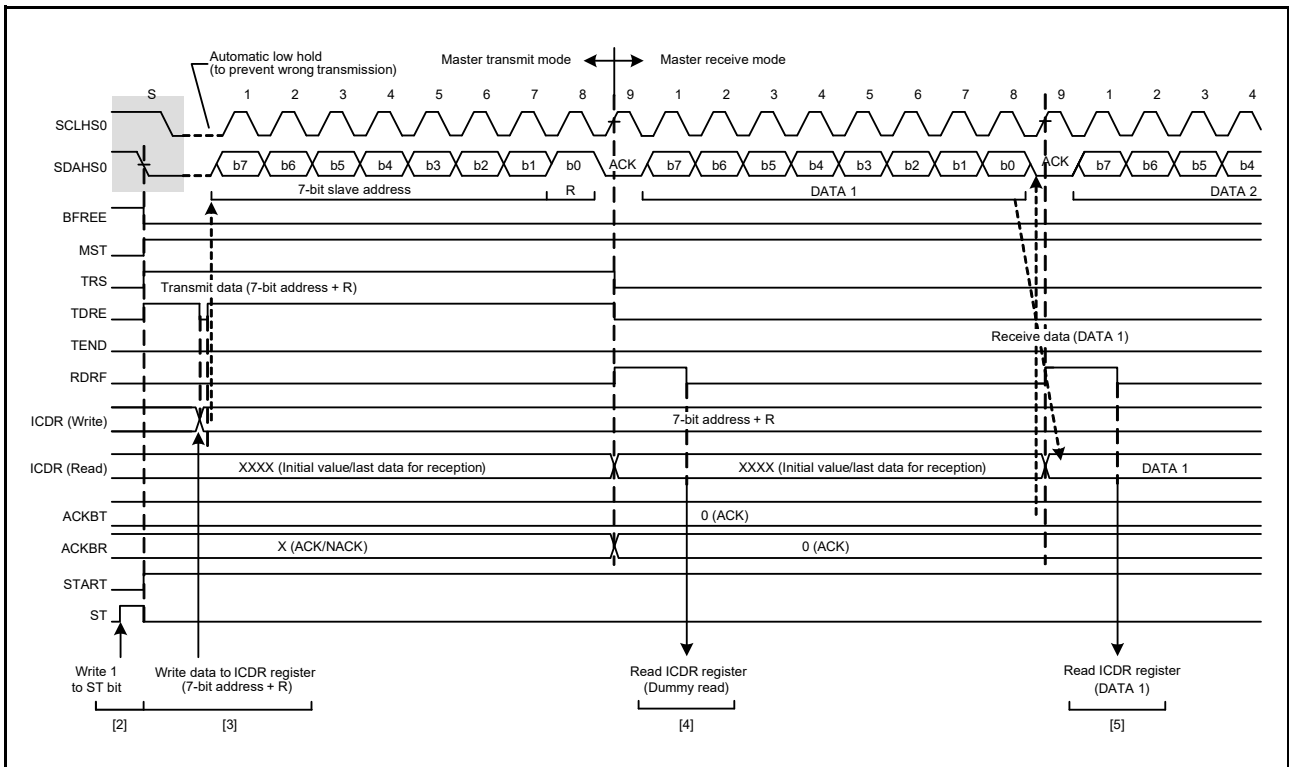 Automatic low hold
(to prevent wrong transmission)
Master transmit mode
Master receive mode
S 1 2 3 4 5 6 7 8 9 1 2 3 4 5 6 7 8 9 1 2 3 4
SCLHS0
SDAHS0 b7 b6 b5 b4 b3 b2 b1 b0 ACK b7 b6 b5 b4 b3 b2 b1 b0 ACK b7 b6 b5 b4
7-bit slave address R DATA 1 DATA 2
BFREE
MST
TRS
Transmit data (7-bit address + R)
TDRE
TEND
Receive data (DATA 1)
RDRF
ICDR (Write) 7-bit address + R
ICDR (Read) XXXX (Initial value/last data for reception) XXXX (Initial value/last data for reception) DATA 1
ACKBT 0 (ACK)
ACKBR X (ACK/NACK) 0 (ACK)
START
ST
Write 1
to ST bit
Write data to ICDR register
(7-bit address + R)
Read ICDR register
(Dummy read)
Read ICDR register
(DATA 1)
[2] [3] [4] [5]